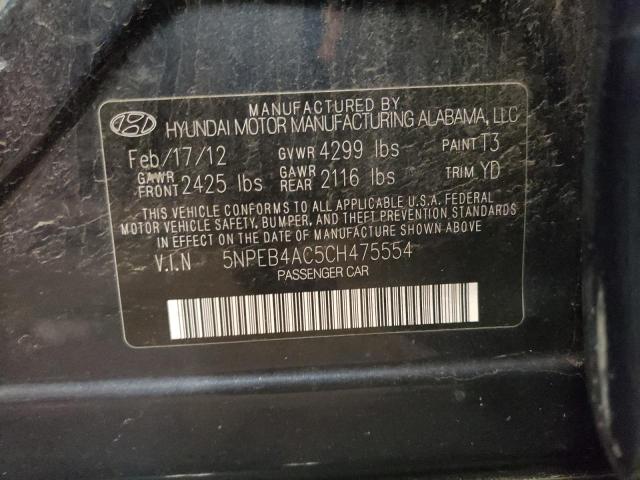 MANUFACTURED BY
HYUNDAI MOTOR MANUFACTURING ALABAMA, LLC
Feb/17/12 GVWR 4299 lbs PAINT T3
GAWR FRONT 2425 lbs GAWR REAR 2116 lbs TRIM YD
THIS VEHICLE CONFORMS TO ALL APPLICABLE U.S.A. FEDERAL
MOTOR VEHICLE SAFETY, BUMPER, AND THEFT STANDARDS
IN EFFECT ON THE DATE OF MANUFACTURE SHOWN ABOVE
V.I.N 5NPEB4AC5CH475554
PASSENGER CAR